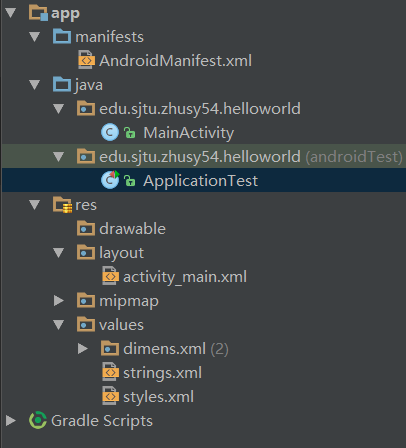 app
manifests
AndroidManifest.xml
java
edu.sjtu.zhusy54.helloworld
MainActivity
edu.sjtu.zhusy54.helloworld (androidTest)
ApplicationTest
res
drawable
layout
activity_main.xml
mipmap
values
dimens.xml (2)
strings.xml
styles.xml
Gradle Scripts